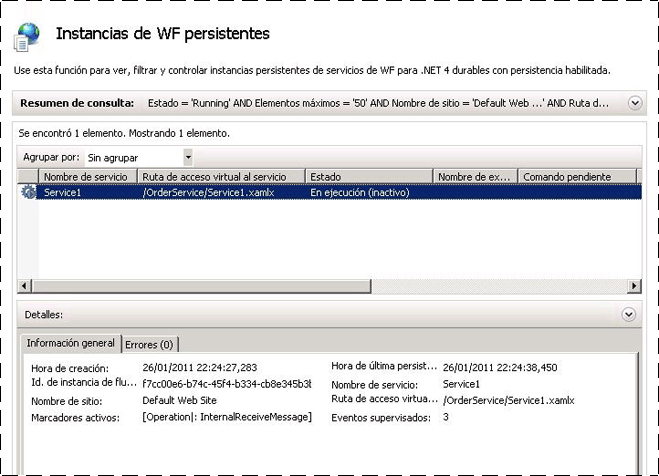 Instancias de WF persistentes
Use esta función para ver, filtrar y controlar instancias persistentes de servicios de WF para .NET 4 durables con persistencia habilitada.
Resumen de consulta: Estado = 'Running' AND Elementos máximos = '50' AND Nombre de sitio = 'Default Web ...' AND Ruta d...
Se encontró 1 elemento. Mostrando 1 elemento.
Agrupar por: Sin agrupar
Nombre de servicio Ruta de acceso virtual al servicio Estado Nombre de ex... Comando pendiente
Service1 /OrderService/Service1.xamlx En ejecución (inactivo)
Detalles:
Información general Errores (0)
Hora de creación: 26/01/2011 22:24:27,283 Hora de última persist... 26/01/2011 22:24:38,450
Id. de instancia de flu... f7cc00e6-b74c-45f4-b334-cb8e345b3b Nombre de servicio: Service1
Nombre de sitio: Default Web Site Ruta de acceso virtua... /OrderService/Service1.xamlx
Marcadores activos: [Operation|: InternalReceiveMessage] Eventos supervisados: 3